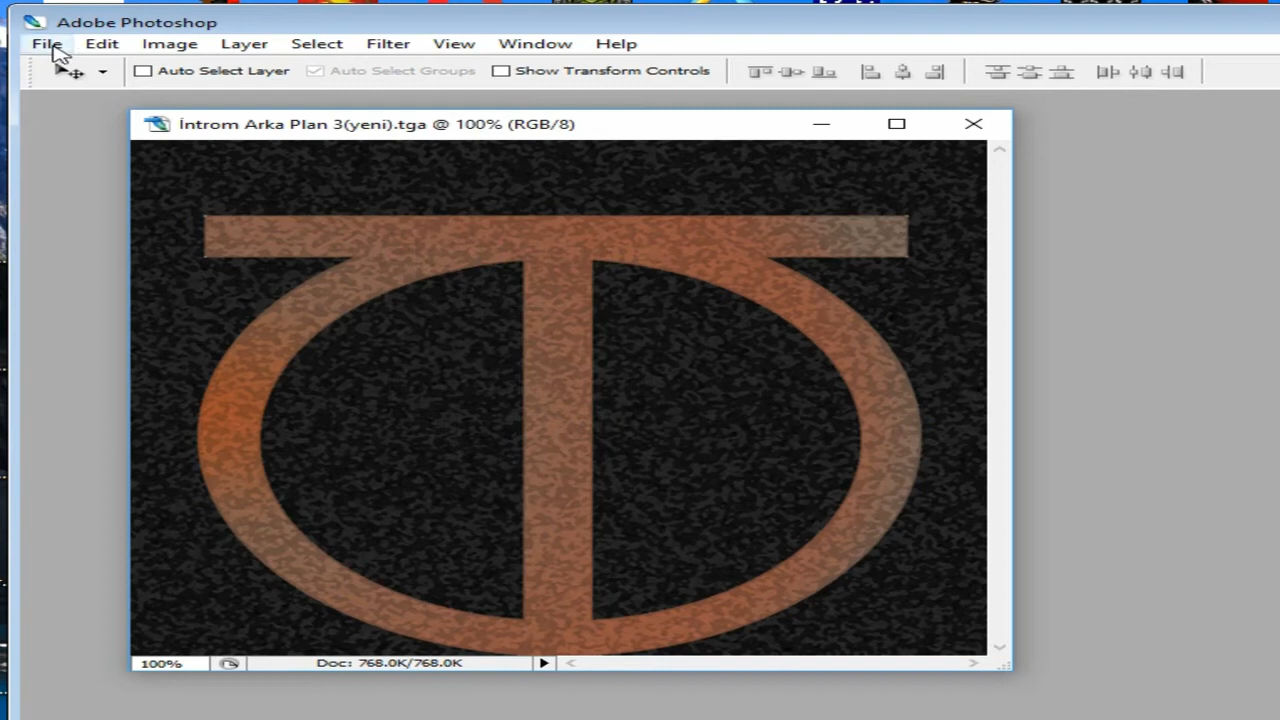 Adobe Photoshop
File Edit Image Layer Select Filter View Window Help
Auto Select Layer Auto Select Groups Show Transform Controls
İntrom Arka Plan 3(yeni).tga @ 100% (RGB/8)
100% Doc: 768.0K/768.0K